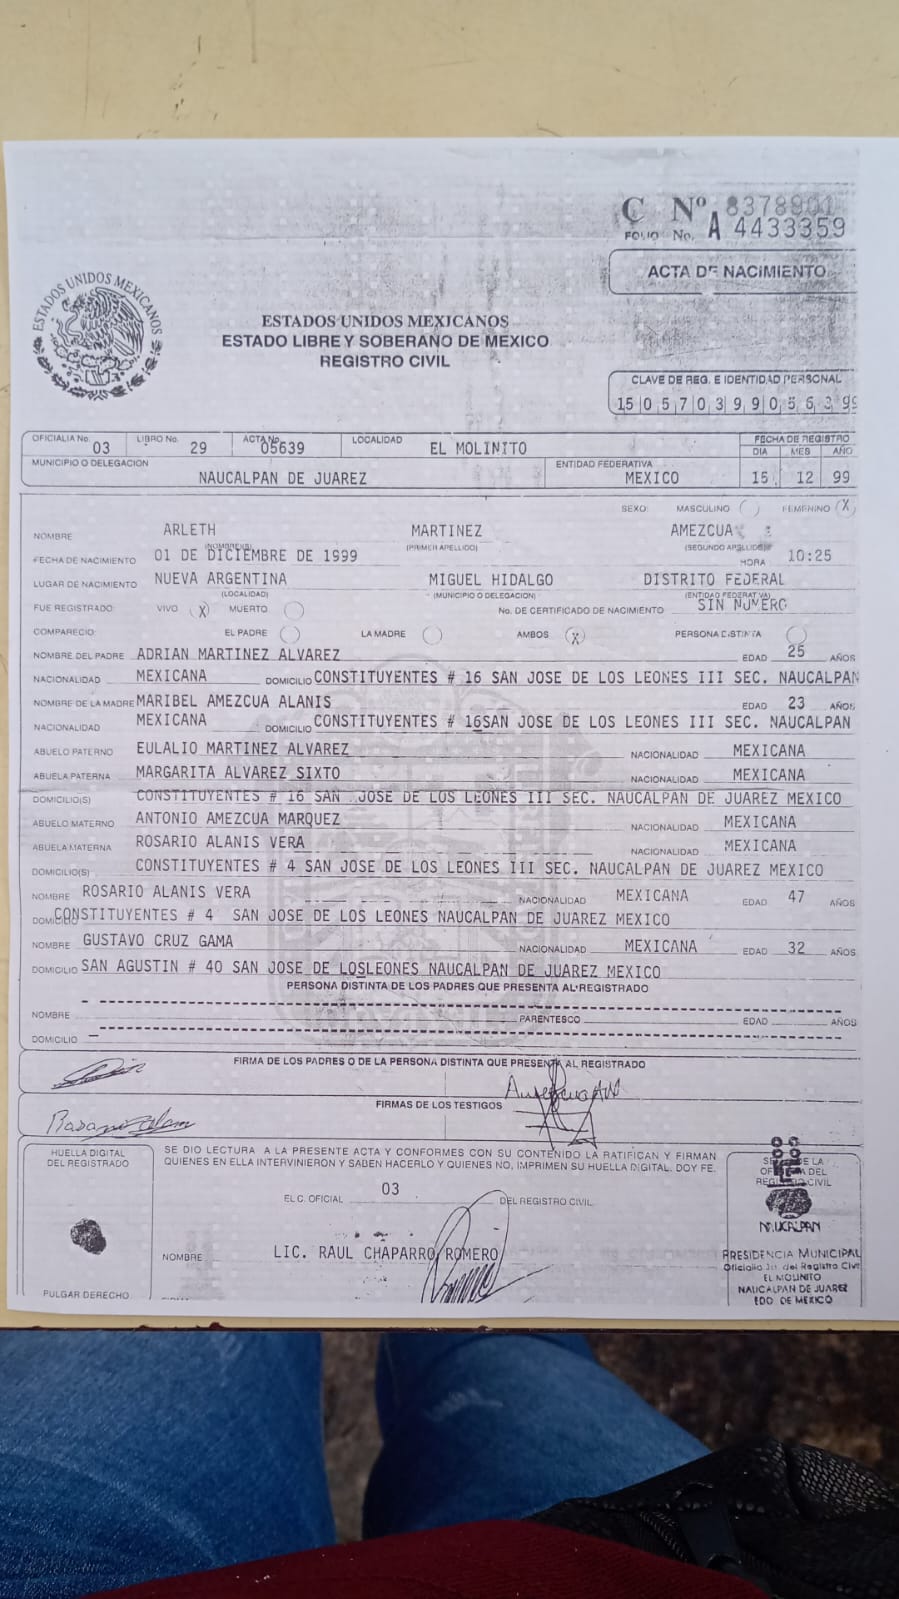 C Nº 8378901
FOLIO No. A 4433359
ACTA DE NACIMIENTO
ESTADOS UNIDOS MEXICANOS
ESTADOS UNIDOS MEXICANOS
ESTADO LIBRE Y SOBERANO DE MEXICO
REGISTRO CIVIL
CLAVE DE REG. E IDENTIDAD PERSONAL
OFICIALIA No. 03 LIBRO No. 29 ACTA No. 05639 LOCALIDAD EL MOLINITO FECHA DE REGISTRO
DIA MES AÑO
MUNICIPIO O DELEGACION NAUCALPAN DE JUAREZ ENTIDAD FEDERATIVA MEXICO 15 12 99
SEXO: MASCULINO FEMENINO X
NOMBRE ARLETH MARTINEZ AMEZCUA
(NOMBRE(S)) (PRIMER APELLIDO) (SEGUNDO APELLIDO)
FECHA DE NACIMIENTO 01 DE DICIEMBRE DE 1999 HORA 10:25
LUGAR DE NACIMIENTO NUEVA ARGENTINA MIGUEL HIDALGO DISTRITO FEDERAL
(LOCALIDAD) (MUNICIPIO O DELEGACION) (ENTIDAD FEDERATIVA)
FUE REGISTRADO: VIVO X MUERTO No. DE CERTIFICADO DE NACIMIENTO SIN NUMERO
COMPARECIO: EL PADRE LA MADRE AMBOS X PERSONA DISTINTA
NOMBRE DEL PADRE ADRIAN MARTINEZ ALVAREZ EDAD 25 AÑOS
NACIONALIDAD MEXICANA DOMICILIO CONSTITUYENTES # 16 SAN JOSE DE LOS LEONES III SEC. NAUCALPAN
NOMBRE DE LA MADRE MARIBEL AMEZCUA ALANIS EDAD 23 AÑOS
NACIONALIDAD MEXICANA DOMICILIO CONSTITUYENTES # 16SAN JOSE DE LOS LEONES III SEC. NAUCALPAN
ABUELO PATERNO EULALIO MARTINEZ ALVAREZ NACIONALIDAD MEXICANA
ABUELA PATERNA MARGARITA ALVAREZ SIXTO NACIONALIDAD MEXICANA
DOMICILIO(S) CONSTITUYENTES # 16 SAN JOSE DE LOS LEONES III SEC. NAUCALPAN DE JUAREZ MEXICO
ABUELO MATERNO ANTONIO AMEZCUA MARQUEZ NACIONALIDAD MEXICANA
ABUELA MATERNA ROSARIO ALANIS VERA NACIONALIDAD MEXICANA
DOMICILIO(S) CONSTITUYENTES # 4 SAN JOSE DE LOS LEONES III SEC. NAUCALPAN DE JUAREZ MEXICO
NOMBRE ROSARIO ALANIS VERA NACIONALIDAD MEXICANA EDAD 47 AÑOS
DOMICILIO CONSTITUYENTES # 4 SAN JOSE DE LOS LEONES NAUCALPAN DE JUAREZ MEXICO
NOMBRE GUSTAVO CRUZ GAMA NACIONALIDAD MEXICANA EDAD 32 AÑOS
DOMICILIO SAN AGUSTIN # 40 SAN JOSE DE LOSLEONES NAUCALPAN DE JUAREZ MEXICO
PERSONA DISTINTA DE LOS PADRES QUE PRESENTA AL REGISTRADO
NOMBRE PARENTESCO EDAD AÑOS
DOMICILIO
FIRMA DE LOS PADRES O DE LA PERSONA DISTINTA QUE PRESENTA AL REGISTRADO
FIRMAS DE LOS TESTIGOS
HUELLA DIGITAL
DEL REGISTRADO
SE DIO LECTURA A LA PRESENTE ACTA Y CONFORMES CON SU CONTENIDO LA RATIFICAN Y FIRMAN
QUIENES EN ELLA INTERVINIERON Y SABEN HACERLO Y QUIENES NO, IMPRIMEN SU HUELLA DIGITAL. DOY FE.
EL C. OFICIAL 03 DEL REGISTRO CIVIL
NOMBRE LIC. RAUL CHAPARRO ROMERO
PULGAR DERECHO
SELLO DE LA
OFICIALIA DEL
REGISTRO CIVIL
NAUCALPAN
PRESIDENCIA MUNICIPAL
del Registro Civil
EL MOLINITO
NAUCALPAN DE JUAREZ
EDO DE MEXICO